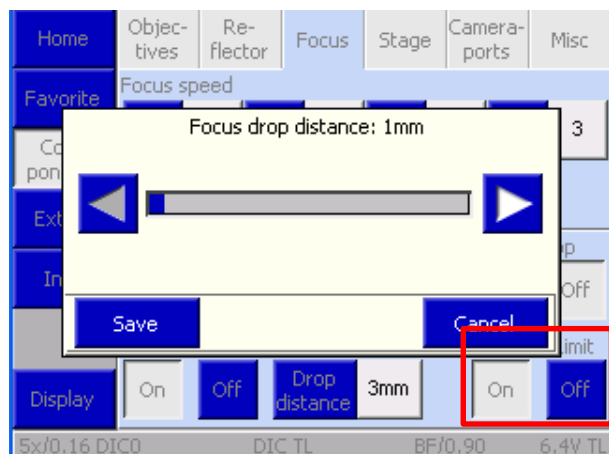 Home
Objec-
tives
Re-
flector
Focus
Stage
Camera-
ports
Misc
Favorite
Focus speed
3
Focus drop distance: 1mm
Save
Cancel
Off
On
Off
Drop
distance
3mm
On
Off
Display
5x/0.16 DIC0
DIC TL
BF/0.90
6.4V TL